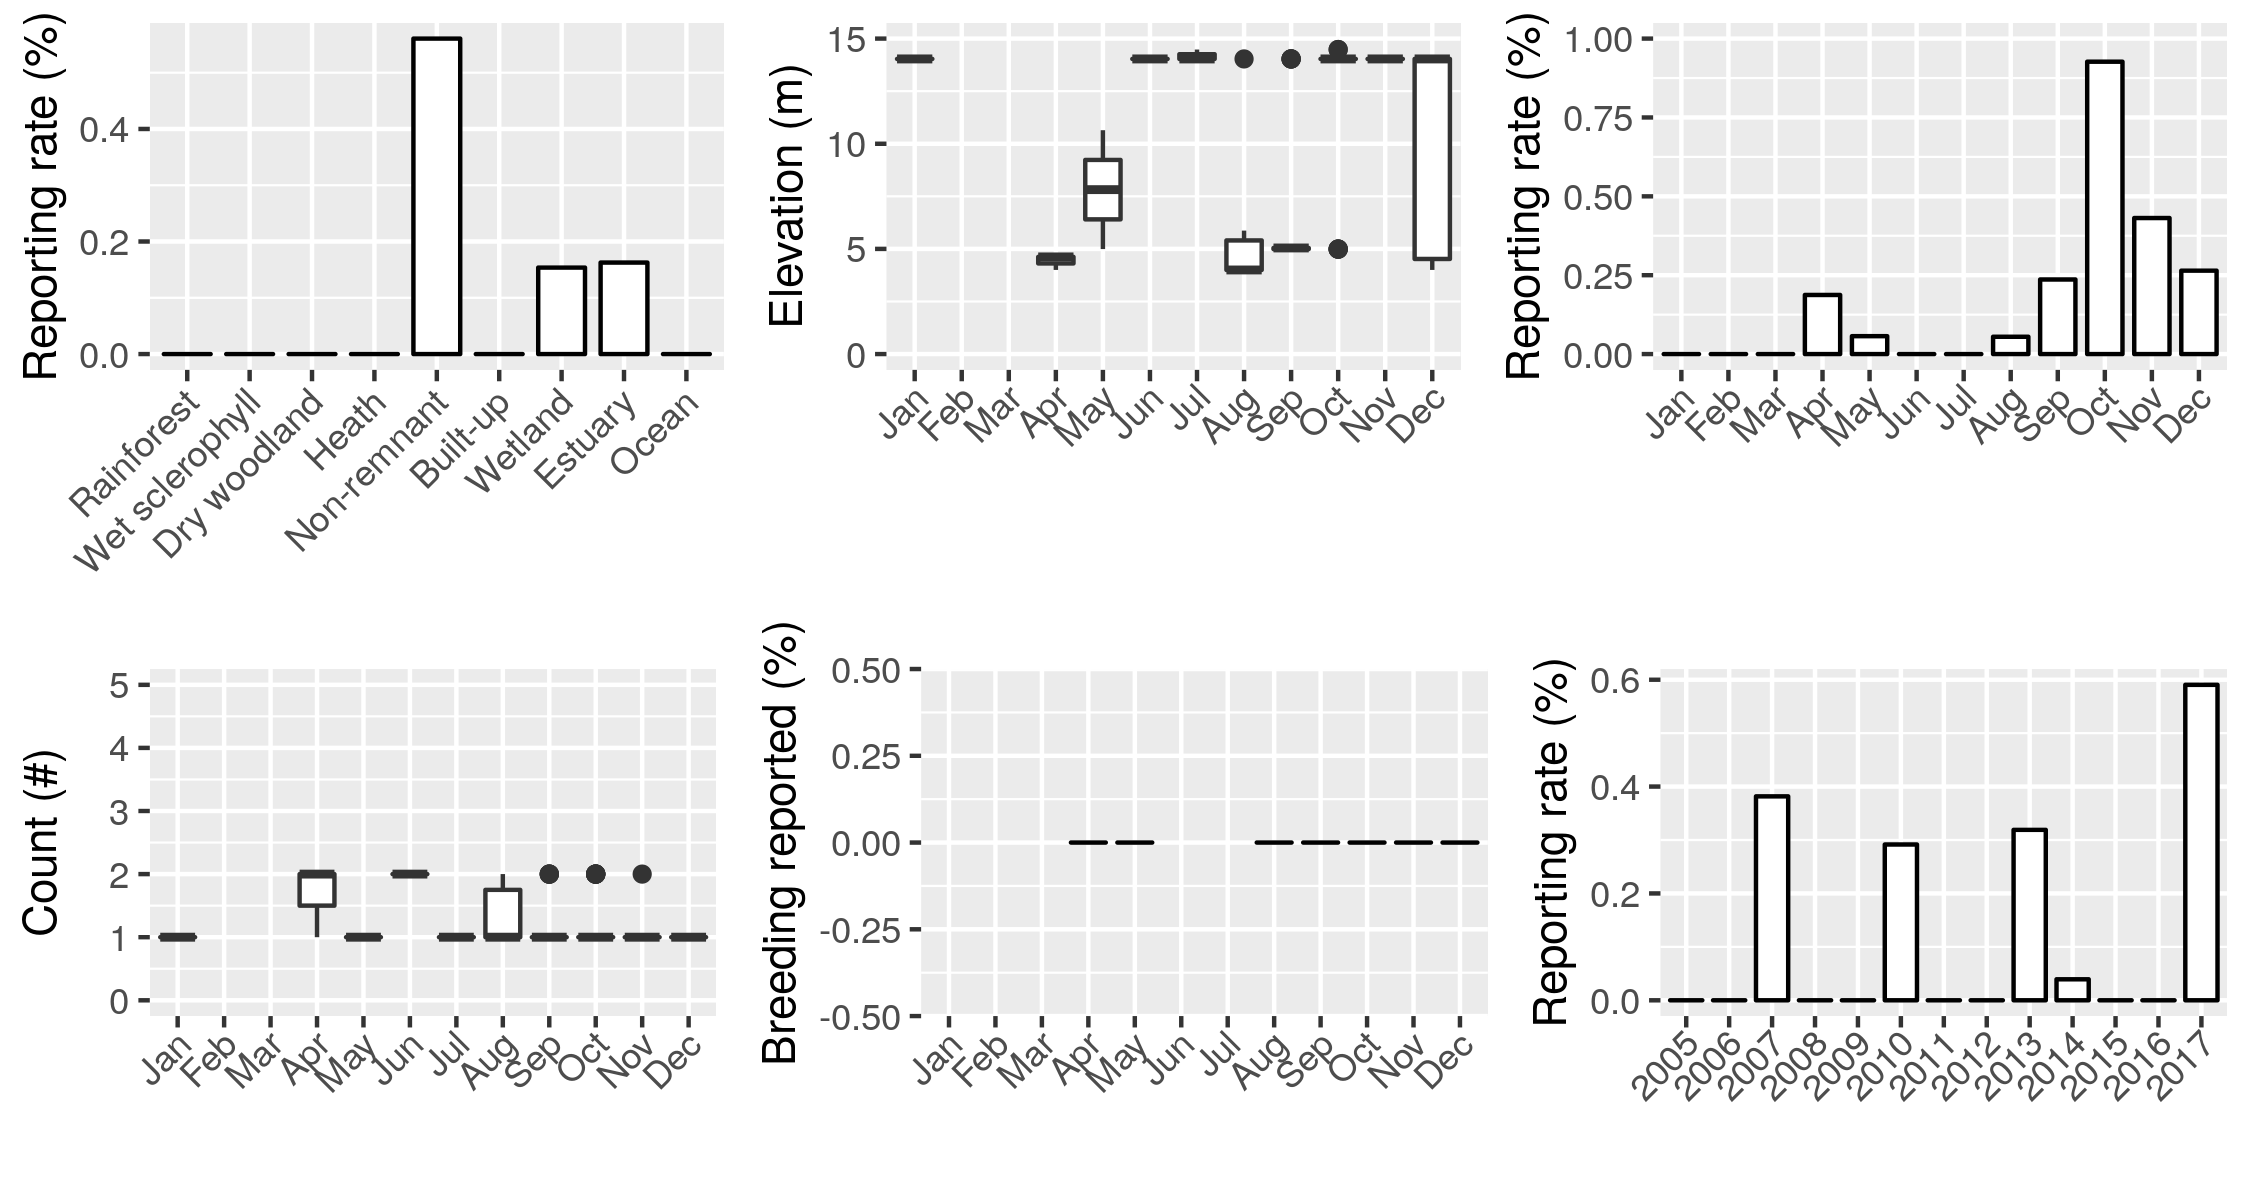 Reporting rate (%)
0.4
0.2
0.0
Rainforest
Wet sclerophyll
Dry woodland
Heath
Non-remnant
Built-up
Wetland
Estuary
Ocean
Elevation (m)
15
10
5
0
Jan
Feb
Mar
Apr
May
Jun
Jul
Aug
Sep
Oct
Nov
Dec
Reporting rate (%)
1.00
0.75
0.50
0.25
0.00
Jan
Feb
Mar
Apr
May
Jun
Jul
Aug
Sep
Oct
Nov
Dec
Count (#)
5
4
3
2
1
0
Jan
Feb
Mar
Apr
May
Jun
Jul
Aug
Sep
Oct
Nov
Dec
Breeding reported (%)
0.50
0.25
0.00
-0.25
-0.50
Jan
Feb
Mar
Apr
May
Jun
Jul
Aug
Sep
Oct
Nov
Dec
Reporting rate (%)
0.6
0.4
0.2
0.0
2005
2006
2007
2008
2009
2010
2011
2012
2013
2014
2015
2016
2017